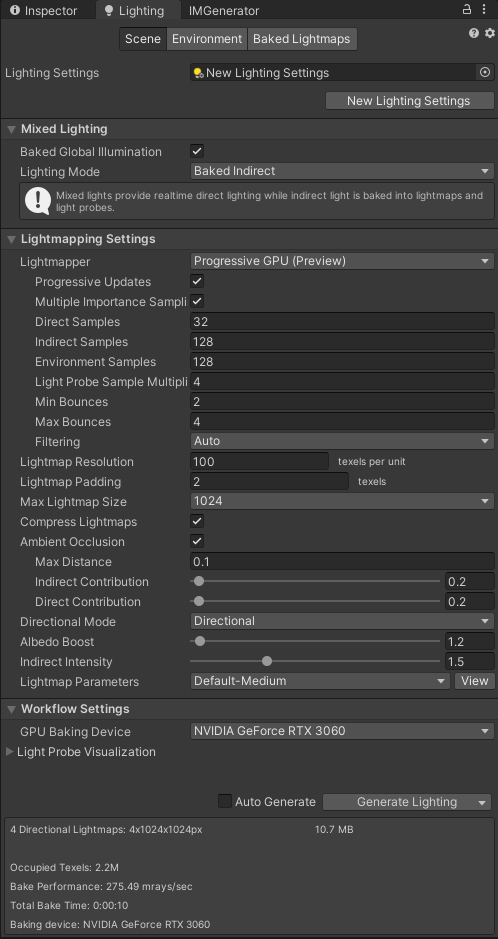 Inspector
Lighting
IMGenerator
Scene
Environment
Baked Lightmaps
Lighting Settings
New Lighting Settings
New Lighting Settings
Mixed Lighting
Baked Global Illumination
Lighting Mode
Baked Indirect
Mixed lights provide realtime direct lighting while indirect light is baked into lightmaps and
light probes.
Lightmapping Settings
Lightmapper
Progressive GPU (Preview)
Progressive Updates
Multiple Importance Sampli
Direct Samples
32
Indirect Samples
128
Environment Samples
128
Light Probe Sample Multipli
4
Min Bounces
2
Max Bounces
4
Filtering
Auto
Lightmap Resolution
100
texels per unit
Lightmap Padding
2
texels
Max Lightmap Size
1024
Compress Lightmaps
Ambient Occlusion
Max Distance
0.1
Indirect Contribution
0.2
Direct Contribution
0.2
Directional Mode
Directional
Albedo Boost
1.2
Indirect Intensity
1.5
Lightmap Parameters
Default-Medium
View
Workflow Settings
GPU Baking Device
NVIDIA GeForce RTX 3060
Light Probe Visualization
Auto Generate
Generate Lighting
4 Directional Lightmaps: 4x1024x1024px
10.7 MB
Occupied Texels: 2.2M
Bake Performance: 275.49 mrays/sec
Total Bake Time: 0:00:10
Baking device: NVIDIA GeForce RTX 3060